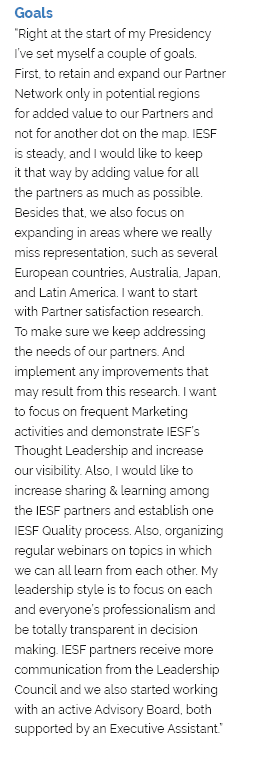 Goals
"Right at the start of my Presidency
I've set myself a couple of goals.
First, to retain and expand our Partner
Network only in potential regions
for added value to our Partners and
not for another dot on the map. IESF
is steady, and I would like to keep
it that way by adding value for all
the partners as much as possible.
Besides that, we also focus on
expanding in areas where we really
miss representation, such as several
European countries, Australia, Japan,
and Latin America. I want to start
with Partner satisfaction research.
To make sure we keep addressing
the needs of our partners. And
implement any improvements that
may result from this research. I want
to focus on frequent Marketing
activities and demonstrate IESF's
Thought Leadership and increase
our visibility. Also, I would like to
increase sharing & learning among
the IESF partners and establish one
IESF Quality process. Also, organizing
regular webinars on topics in which
we can all learn from each other. My
leadership style is to focus on each
and everyone's professionalism and
be totally transparent in decision
making. IESF partners receive more
communication from the Leadership
Council and we also started working
with an active Advisory Board, both
supported by an Executive Assistant."